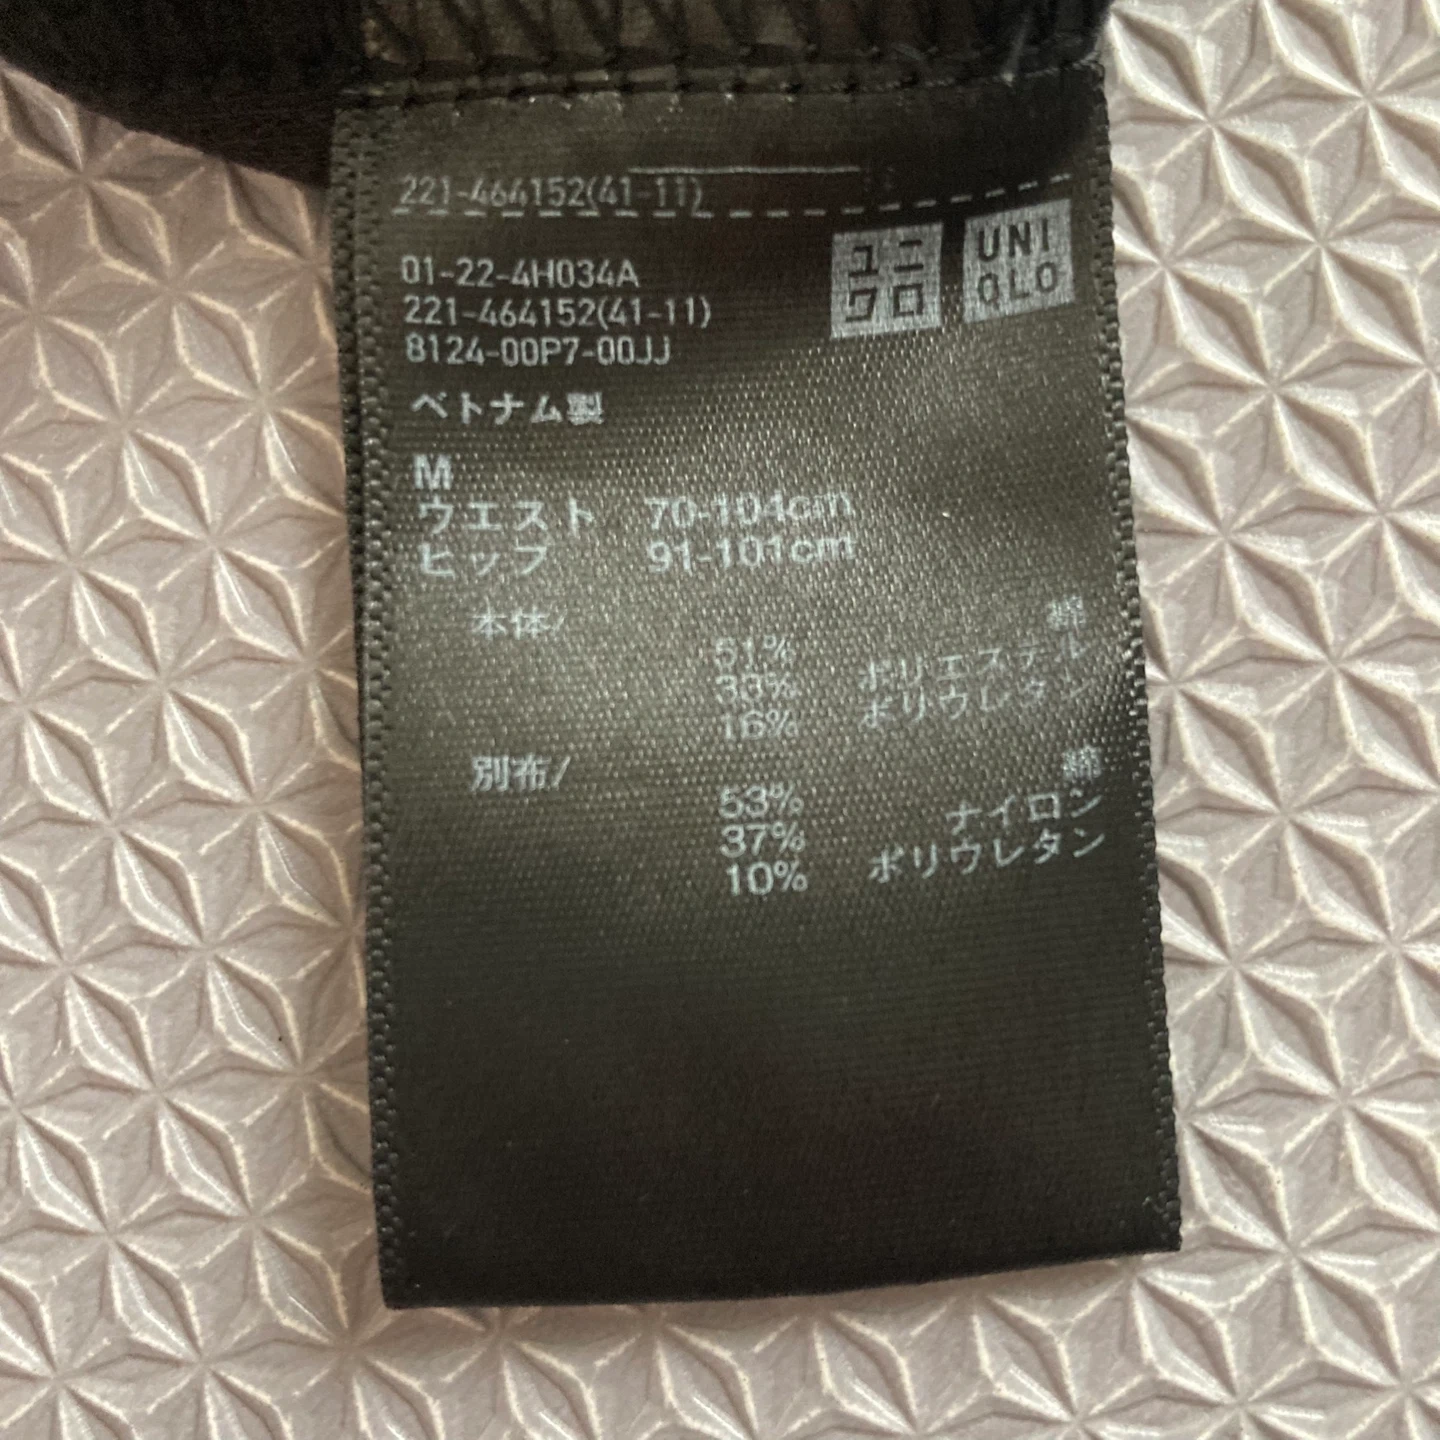 221-464152(41-11)
ユニ
クロ
UNI
QLO
01-22-4H034A
221-464152(41-11)
8124-00P7-00JJ
ベトナム製
M
ウエスト 70-104cm
ヒップ 91-101cm
本体/ 綿
51% ポリエステル
33% ポリウレタン
16%
別布/ 綿
53% ナイロン
37% ポリウレタン
10%